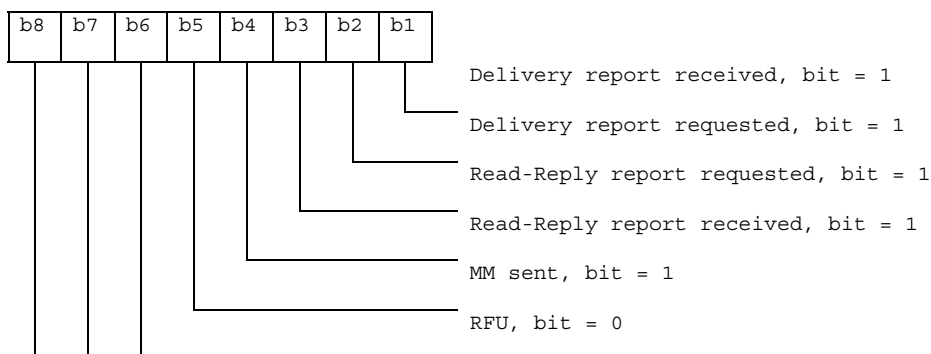 b8 b7 b6 b5 b4 b3 b2 b1
Delivery report received, bit = 1
Delivery report requested, bit = 1
Read-Reply report requested, bit = 1
Read-Reply report received, bit = 1
MM sent, bit = 1
RFU, bit = 0